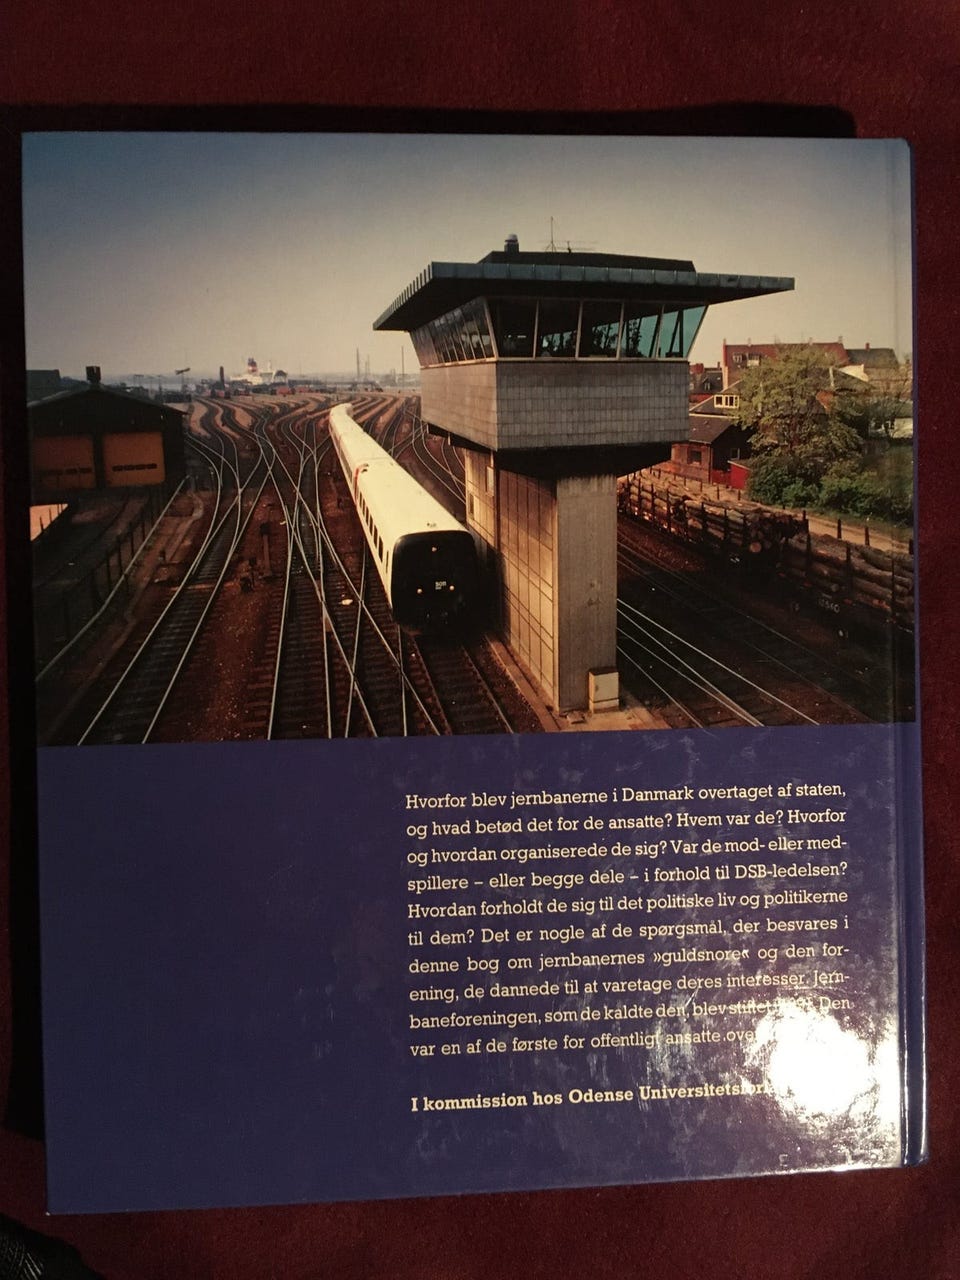 5011
Hvorfor blev jernbanerne i Danmark overtaget af staten,
og hvad betød det for de ansatte? Hvem var de? Hvorfor
og hvordan organiserede de sig? Var de mod- eller med-
spillere – eller begge dele – i forhold til DSB-ledelsen?
Hvordan forholdt de sig til det politiske liv og politikerne
til dem? Det er nogle af de spørgsmål, der besvares i
denne bog om jernbanernes »guldsnore« og den for-
ening, de dannede til at varetage deres interesser. Jern-
baneforeningen, som de kaldte den, blev stiftet Den
var en af de første for offentligt ansatte
I kommission hos Odense Universitetsforlag